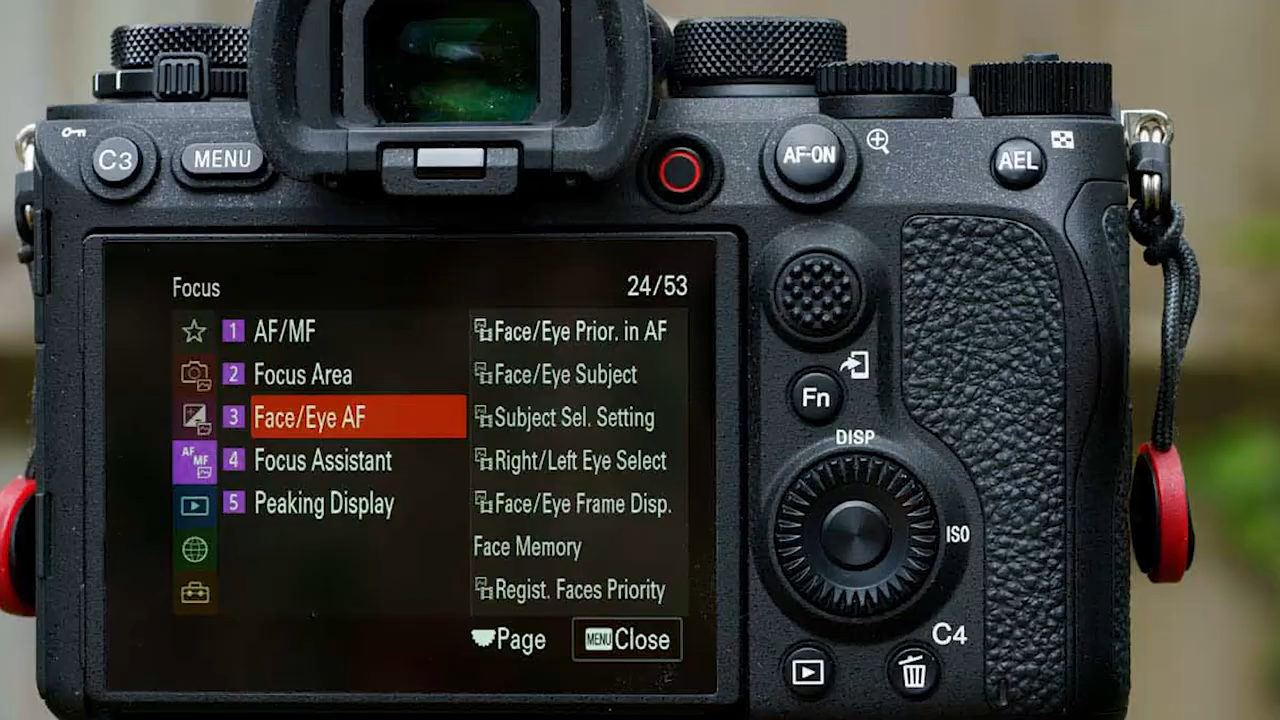 C3
MENU
AF-ON
AEL
Focus
24/53
1 AF/MF
2 Focus Area
3 Face/Eye AF
4 Focus Assistant
5 Peaking Display
AF
MF
Face/Eye Prior. in AF
Face/Eye Subject
Subject Sel. Setting
Right/Left Eye Select
Face/Eye Frame Disp.
Face Memory
Regist. Faces Priority
Page
MENU Close
Fn
DISP
ISO
C4